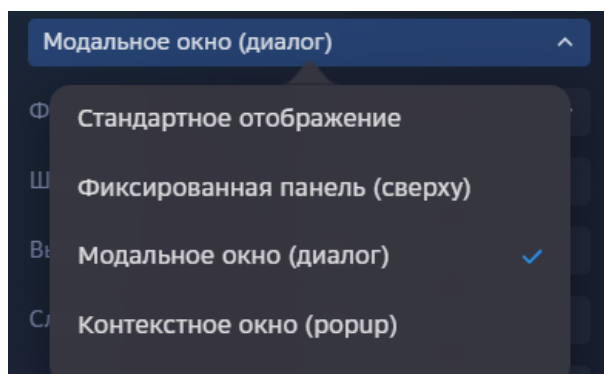 Модальное окно (диалог)
Стандартное отображение
Фиксированная панель (сверху)
Модальное окно (диалог)
Контекстное окно (popup)